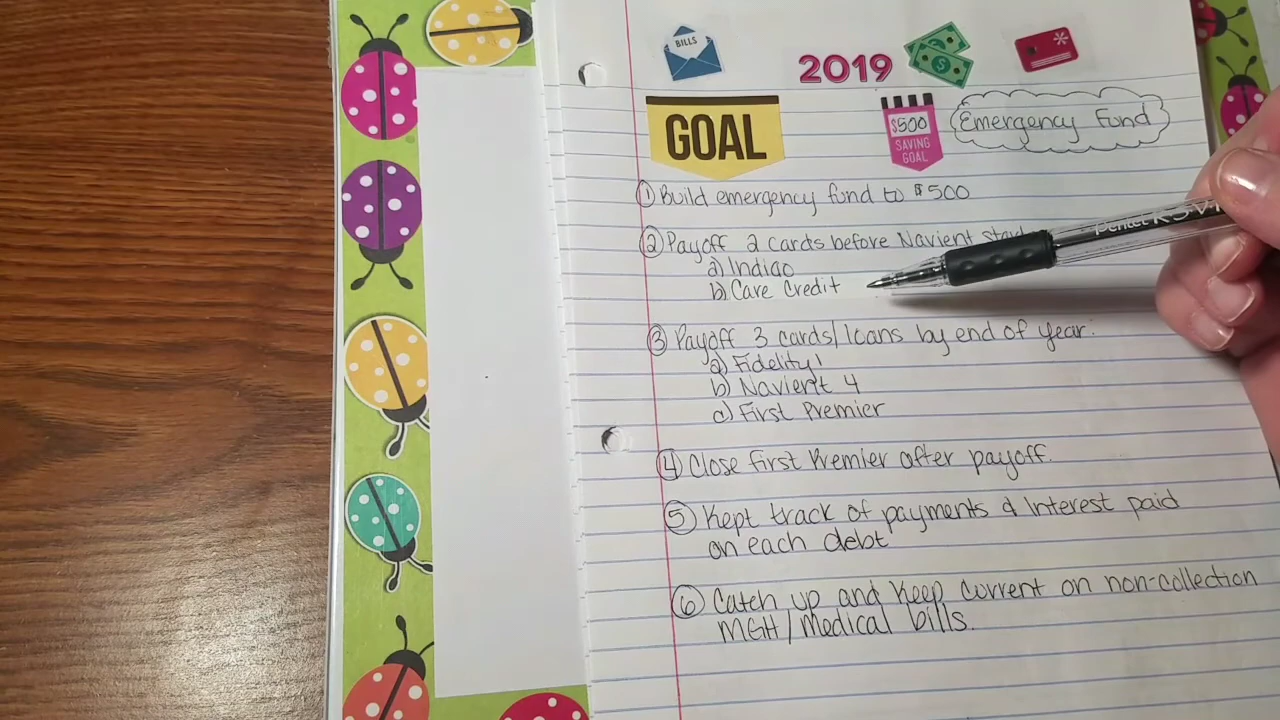 BILLS
2019
GOAL
$500
SAVING
GOAL
Emergency Fund
① Build emergency fund to $500
② Payoff 2 cards before Navient
a) Indigo
b) Care Credit
③ Payoff 3 cards/loans by end of year.
a) Fidelity 1
b) Navient 4
c) First Premier
④ Close First Premier after payoff.
⑤ Kept track of payments & interest paid
on each debt
⑥ Catch up and keep current on non-collection
MGH/Medical bills.
Pentel R.S.V.P.